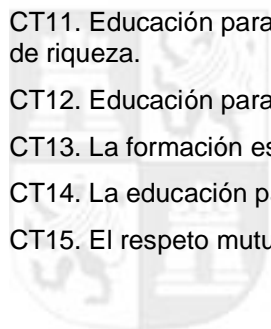 CT11. Educación para
de riqueza.
CT12. Educación para
CT13. La formación es
CT14. La educación p
CT15. El respeto mutu